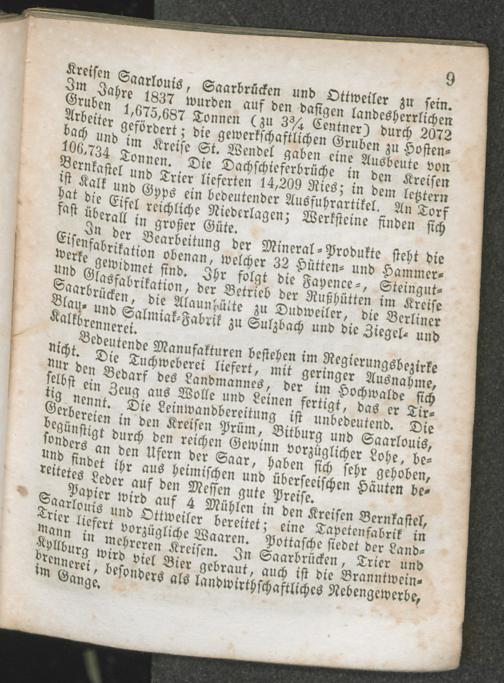 9
Kreisen Saarlouis, Saarbrücken und Ottweiler zu sein.
Im Jahre 1837 wurden auf den dasigen landesherrlichen
Gruben 1,675,687 Tonnen (zu 3¾ Centner) durch 2072
Arbeiter gefördert; die gewerkschaftlichen Gruben zu Hosten-
bach und im Kreise St. Wendel gaben eine Ausbeute von
106,734 Tonnen. Die Dachschieferbrüche in den Kreisen
Bernkastel und Trier lieferten 14,209 Ries; in dem letztern
ist Kalk und Gyps ein bedeutender Ausfuhrartikel. An Torf
hat die Eifel reichliche Niederlagen; Werksteine finden sich
fast überall in großer Güte.
In der Bearbeitung der Mineral-Produkte steht die
Eisenfabrikation obenan, welcher 32 Hütten- und Hammer-
werke gewidmet sind. Ihr folgt die Fayence-, Steingut-
und Glasfabrikation, der Betrieb der Rußhütten im Kreise
Saarbrücken, die Alaunhütte zu Dudweiler, die Berliner
Blau- und Salmiak-Fabrik zu Sulzbach und die Ziegel- und
Kalkbrennerei.
Bedeutende Manufakturen bestehen im Regierungsbezirke
nicht. Die Tuchweberei liefert, mit geringer Ausnahme,
nur den Bedarf des Landmannes, der im Hochwalde sich
selbst ein Zeug aus Wolle und Leinen fertigt, das er Tir-
tig nennt. Die Leinwandbereitung ist unbedeutend. Die
Gerbereien in den Kreisen Prüm, Bitburg und Saarlouis,
begünstigt durch den reichen Gewinn vorzüglicher Lohe, be-
sonders an den Ufern der Saar, haben sich sehr gehoben,
und findet ihr aus heimischen und überseeischen Häuten be-
reitetes Leder auf den Messen gute Preise.
Papier wird auf 4 Mühlen in den Kreisen Bernkastel,
Saarlouis und Ottweiler bereitet; eine Tapetenfabrik in
Trier liefert vorzügliche Waaren. Pottasche siedet der Land-
mann in mehreren Kreisen. In Saarbrücken, Trier und
Kyllburg wird viel Bier gebraut, auch ist die Branntwein-
brennerei, besonders als landwirthschaftliches Nebengewerbe,
im Gange.